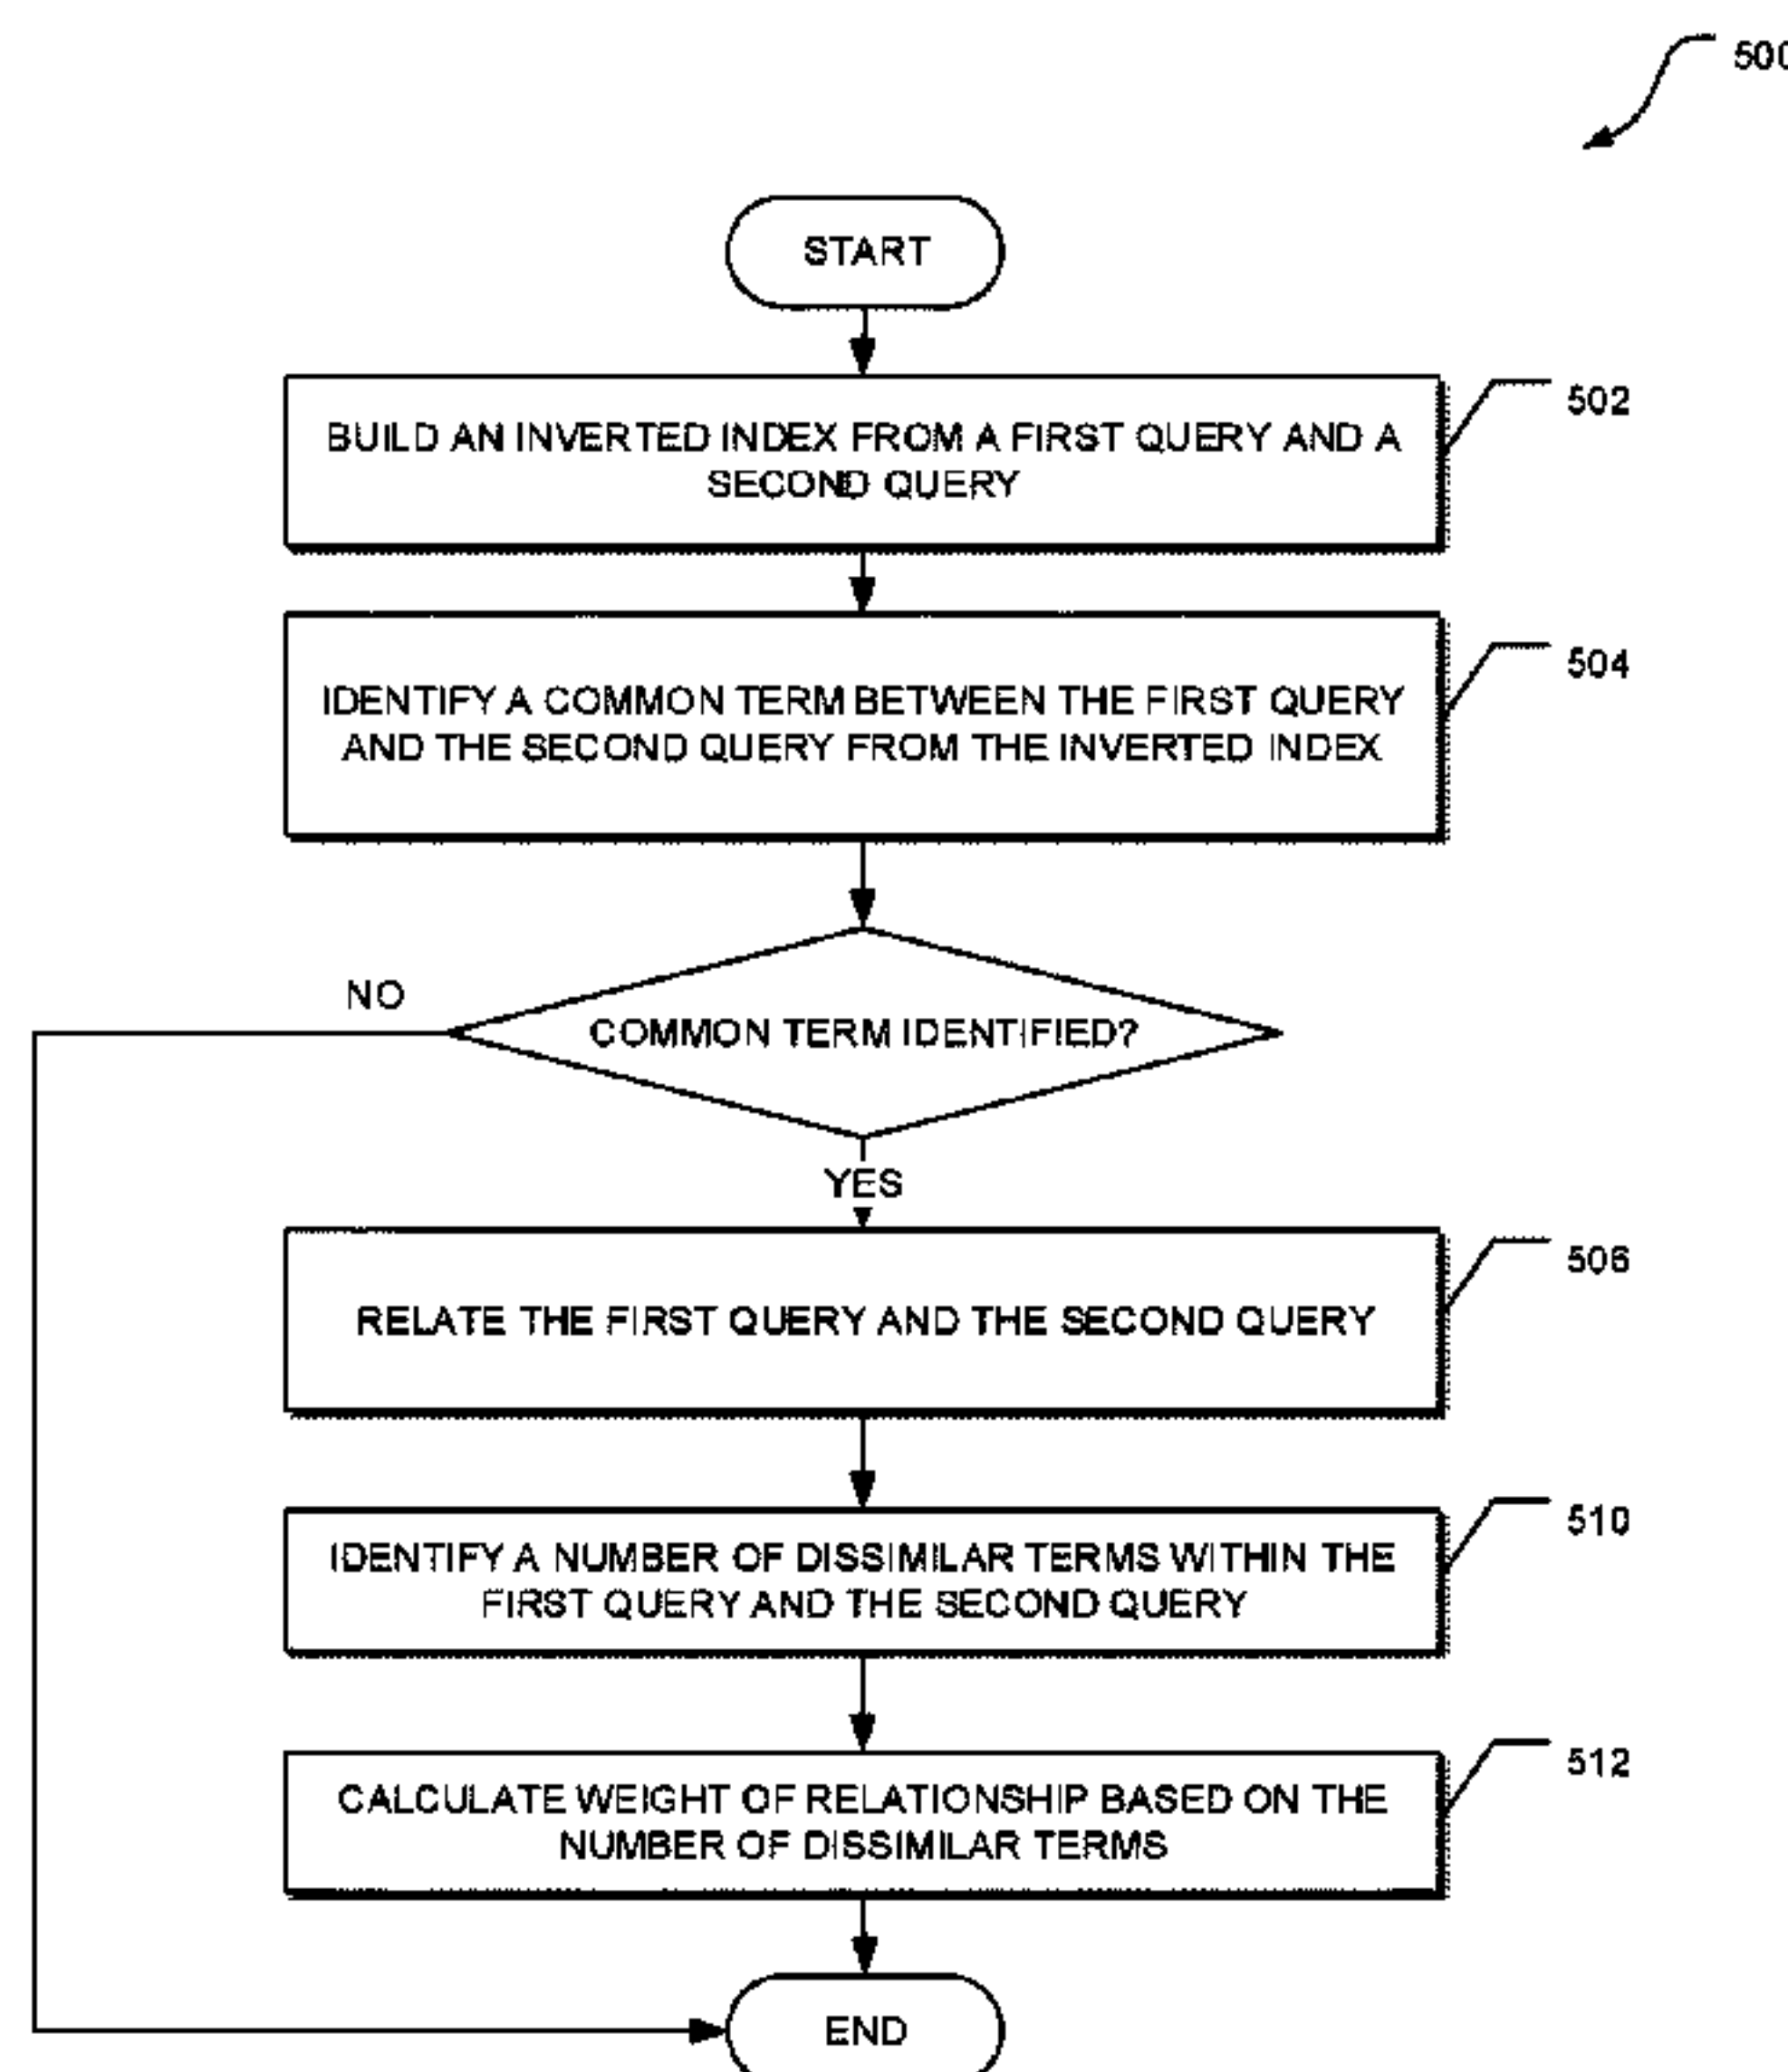 500
START
BUILD AN INVERTED INDEX FROM A FIRST QUERY AND A
SECOND QUERY
502
IDENTIFY A COMMON TERM BETWEEN THE FIRST QUERY
AND THE SECOND QUERY FROM THE INVERTED INDEX
504
NO
COMMON TERM IDENTIFIED?
YES
RELATE THE FIRST QUERY AND THE SECOND QUERY
506
IDENTIFY A NUMBER OF DISSIMILAR TERMS WITHIN THE
FIRST QUERY AND THE SECOND QUERY
510
CALCULATE WEIGHT OF RELATIONSHIP BASED ON THE
NUMBER OF DISSIMILAR TERMS
512
END